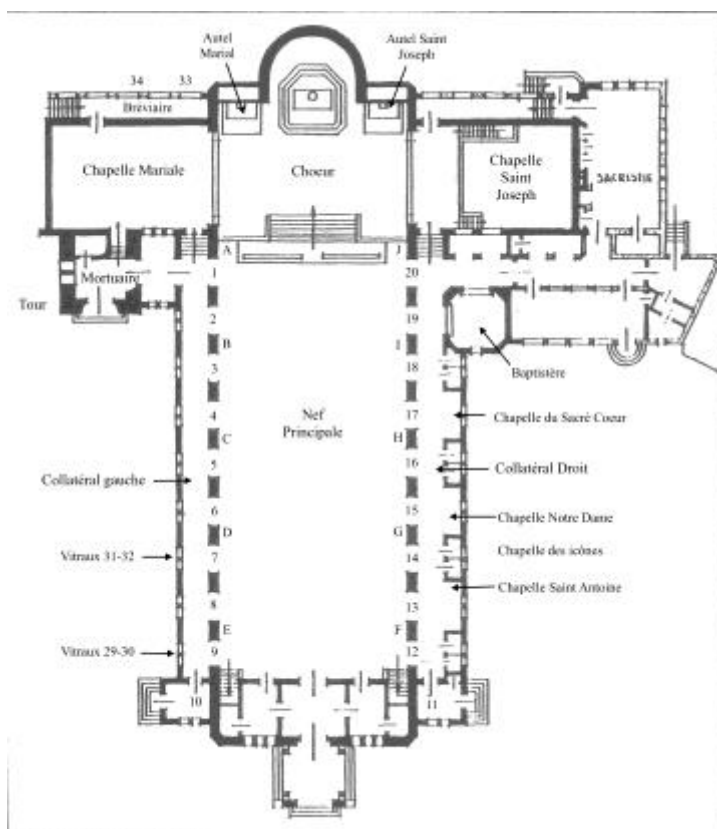 Autel
Marial
Autel Saint
Joseph
34
33
Bréviaire
Chapelle Mariale
Choeur
Chapelle
Saint
Joseph
SACRISTIE
A
J
Mortuaire
1
20
Tour
2
19
B
I
3
18
Baptistère
4
Nef
Principale
17
Chapelle du Sacré Coeur
C
H
5
16
Collatéral Droit
Collatéral gauche
6
15
Chapelle Notre Dame
D
G
Vitraux 31-32
7
14
Chapelle des icônes
Chapelle Saint Antoine
8
13
E
F
Vitraux 29-30
9
12
10
11